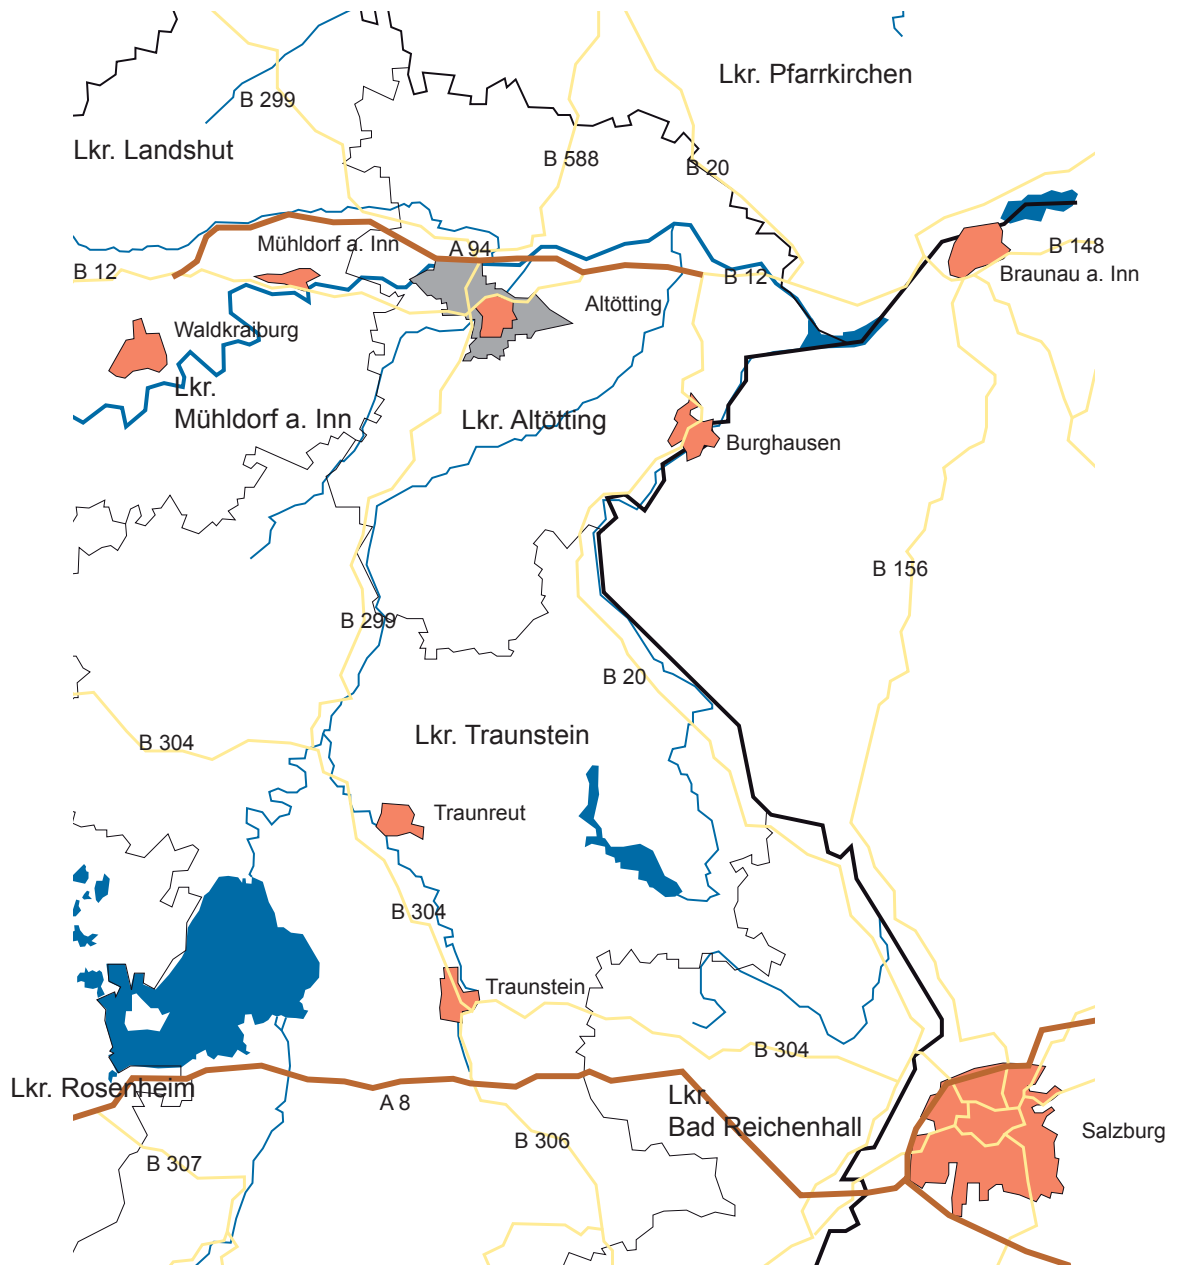 Lkr. Pfarrkirchen
B 299
Lkr. Landshut
B 588
B 20
Mühldorf a. Inn
A 94
B 148
B 12
B 12
Braunau a. Inn
Altötting
Waldkraiburg
Lkr.
Mühldorf a. Inn
Lkr. Altötting
Burghausen
B 156
B 299
B 20
Lkr. Traunstein
B 304
Traunreut
B 304
Traunstein
B 304
Lkr. Rosenheim
A 8
Lkr.
Bad Reichenhall
Salzburg
B 306
B 307